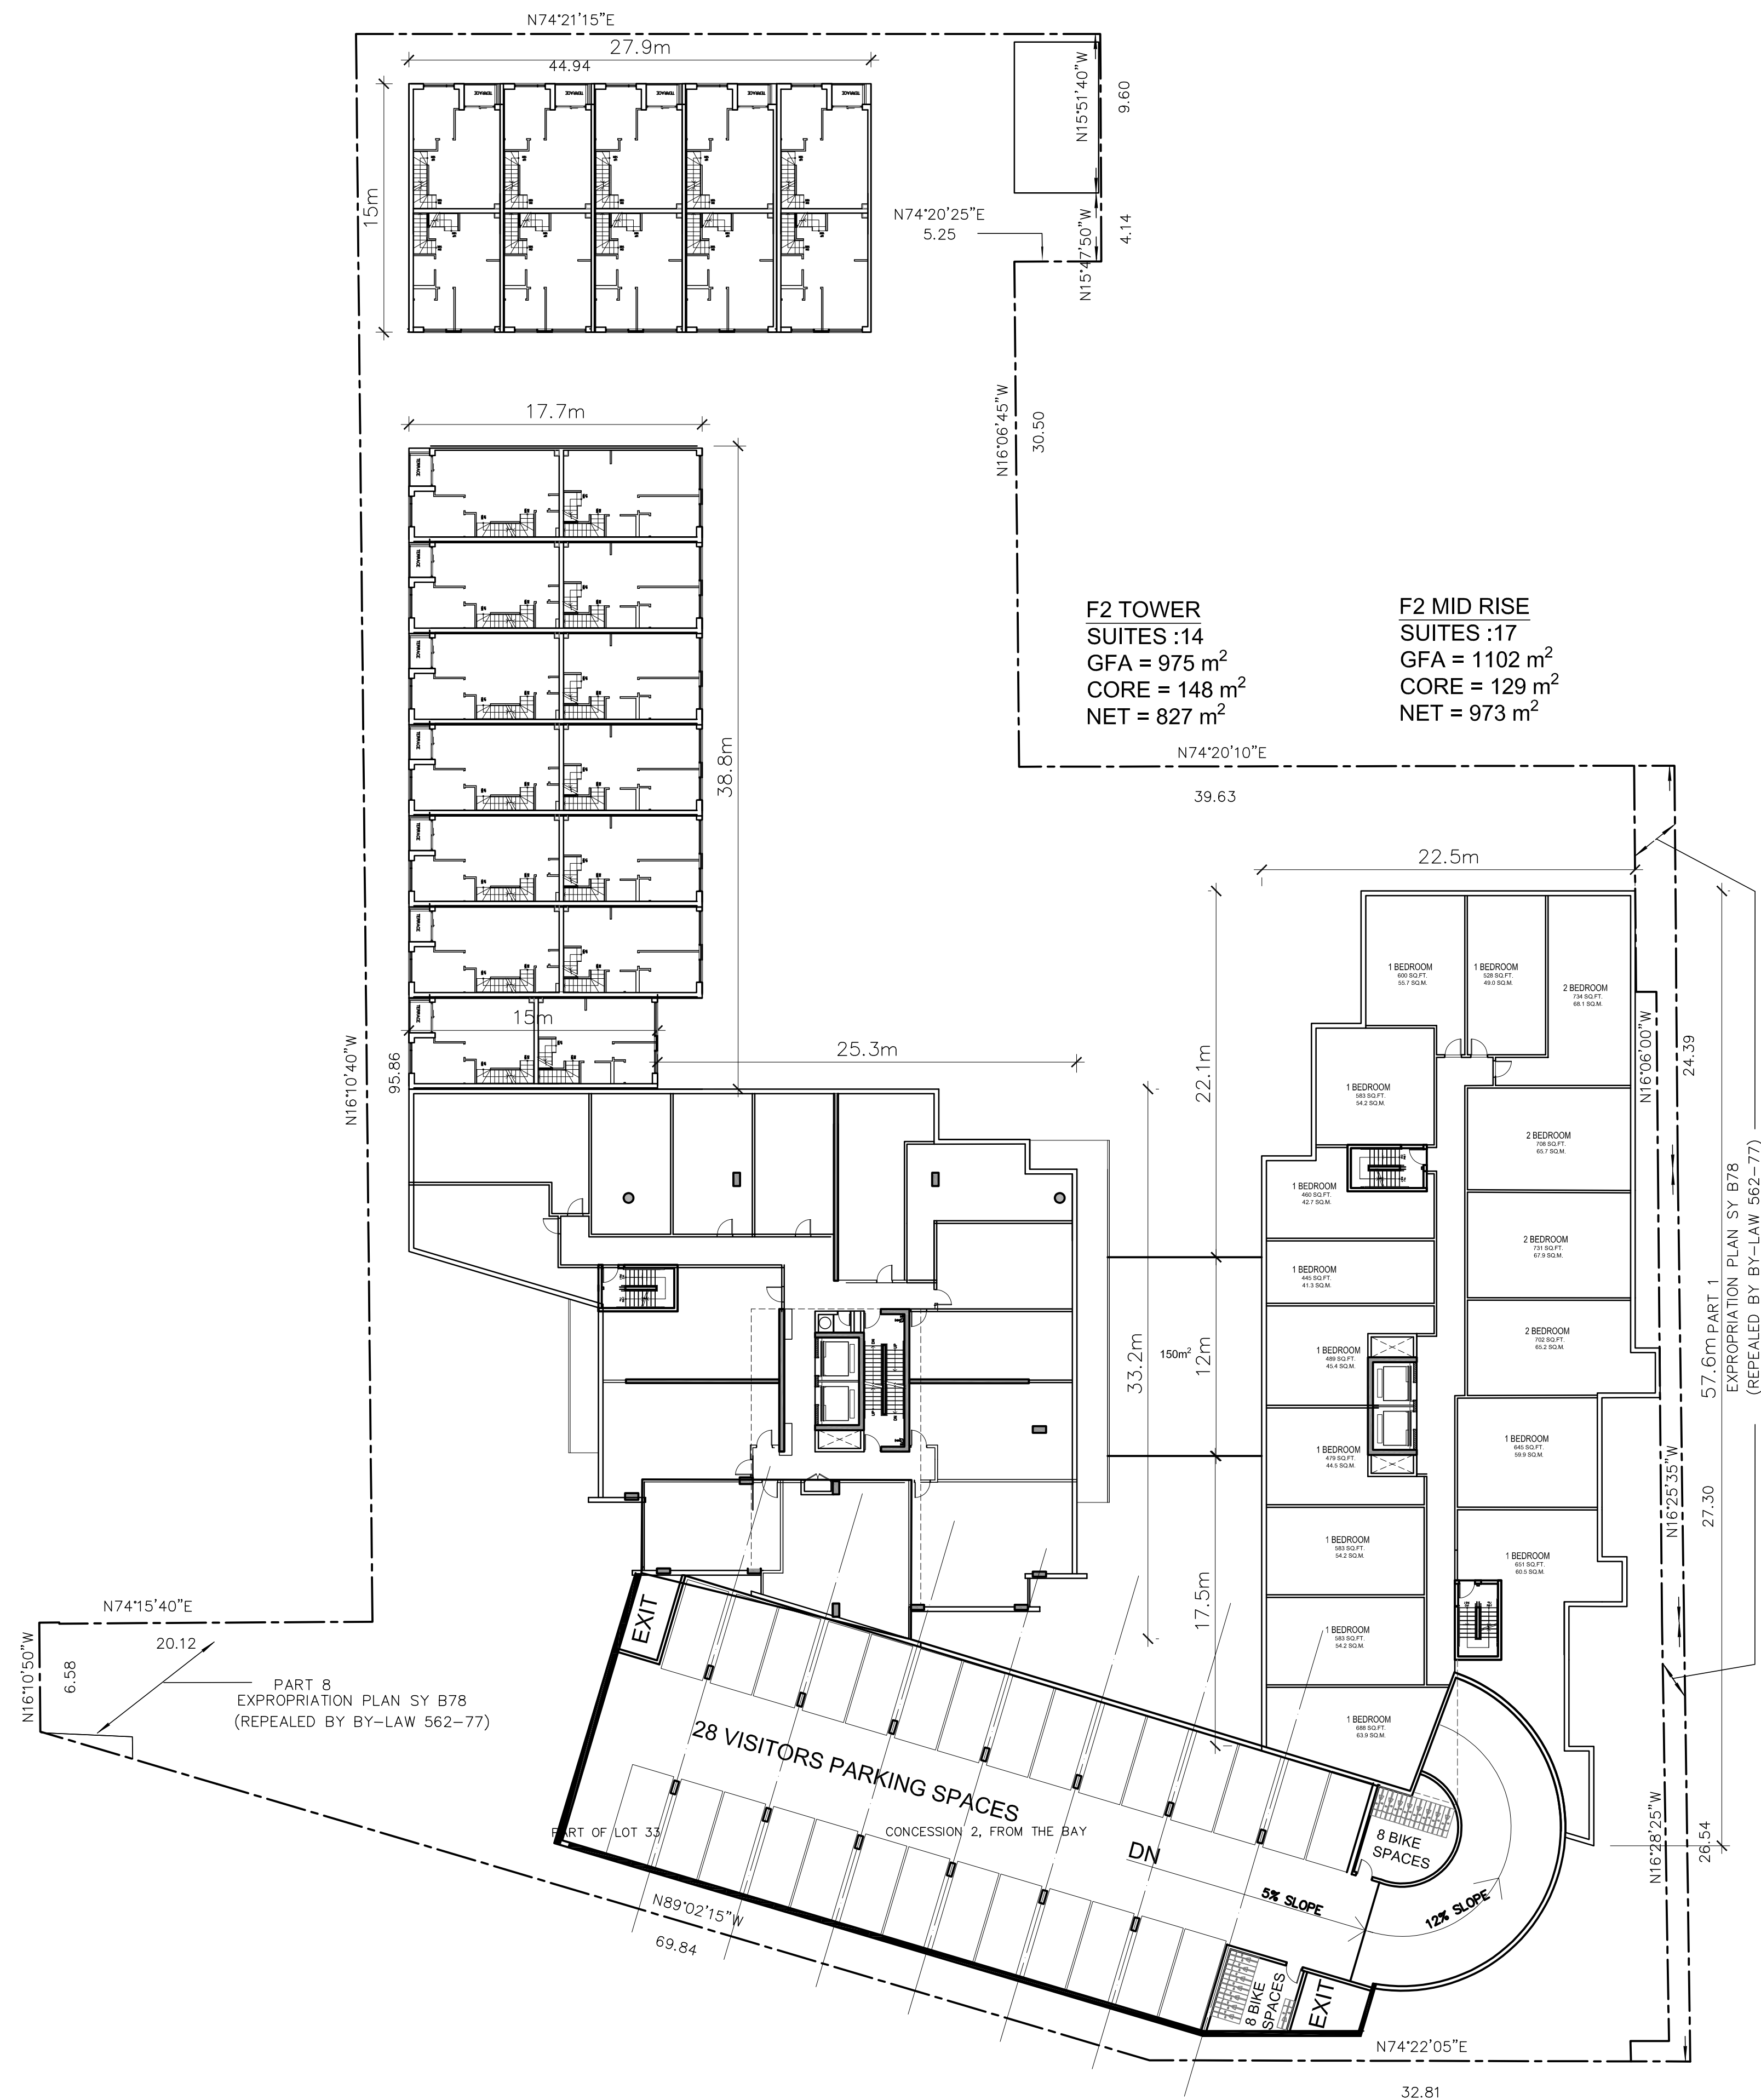 N74°21'15"E
27.9m
44.94
TERRACE
TERRACE
TERRACE
TERRACE
TERRACE
15m
N15°51'40"W
9.60
N74°20'25"E
5.25
N15°47'50"W
4.14
17.7m
N16°06'45"W
30.50
TERRACE
TERRACE
TERRACE
TERRACE
TERRACE
TERRACE
TERRACE
38.8m
F2 TOWER
SUITES :14
GFA = 975 m²
CORE = 148 m²
NET = 827 m²
F2 MID RISE
SUITES :17
GFA = 1102 m²
CORE = 129 m²
NET = 973 m²
N74°20'10"E
39.63
22.5m
15m
25.3m
N16°10'40"W
95.86
22.1m
33.2m
150m²
12m
17.5m
1 BEDROOM
600 SQ.FT.
55.7 SQ.M.
1 BEDROOM
528 SQ.FT.
49.0 SQ.M.
2 BEDROOM
734 SQ.FT.
68.1 SQ.M.
1 BEDROOM
583 SQ.FT.
54.2 SQ.M.
2 BEDROOM
708 SQ.FT.
65.7 SQ.M.
1 BEDROOM
460 SQ.FT.
42.7 SQ.M.
2 BEDROOM
731 SQ.FT.
67.9 SQ.M.
1 BEDROOM
445 SQ.FT.
41.3 SQ.M.
2 BEDROOM
702 SQ.FT.
65.2 SQ.M.
1 BEDROOM
489 SQ.FT.
45.4 SQ.M.
1 BEDROOM
645 SQ.FT.
59.9 SQ.M.
1 BEDROOM
479 SQ.FT.
44.5 SQ.M.
1 BEDROOM
583 SQ.FT.
54.2 SQ.M.
1 BEDROOM
651 SQ.FT.
60.5 SQ.M.
1 BEDROOM
583 SQ.FT.
54.2 SQ.M.
1 BEDROOM
688 SQ.FT.
63.9 SQ.M.
N16°06'00"W
24.39
57.6m
PART 1
EXPROPRIATION PLAN SY B78
(REPEALED BY BY-LAW 562-77)
N16°25'35"W
27.30
N16°28'25"W
26.54
N74°15'40"E
20.12
N16°10'50"W
6.58
PART 8
EXPROPRIATION PLAN SY B78
(REPEALED BY BY-LAW 562-77)
EXIT
28 VISITORS PARKING SPACES
PART OF LOT 33
CONCESSION 2, FROM THE BAY
DN
5% SLOPE
12% SLOPE
8 BIKE
SPACES
8 BIKE
SPACES
EXIT
N89°02'15"W
69.84
N74°22'05"E
32.81